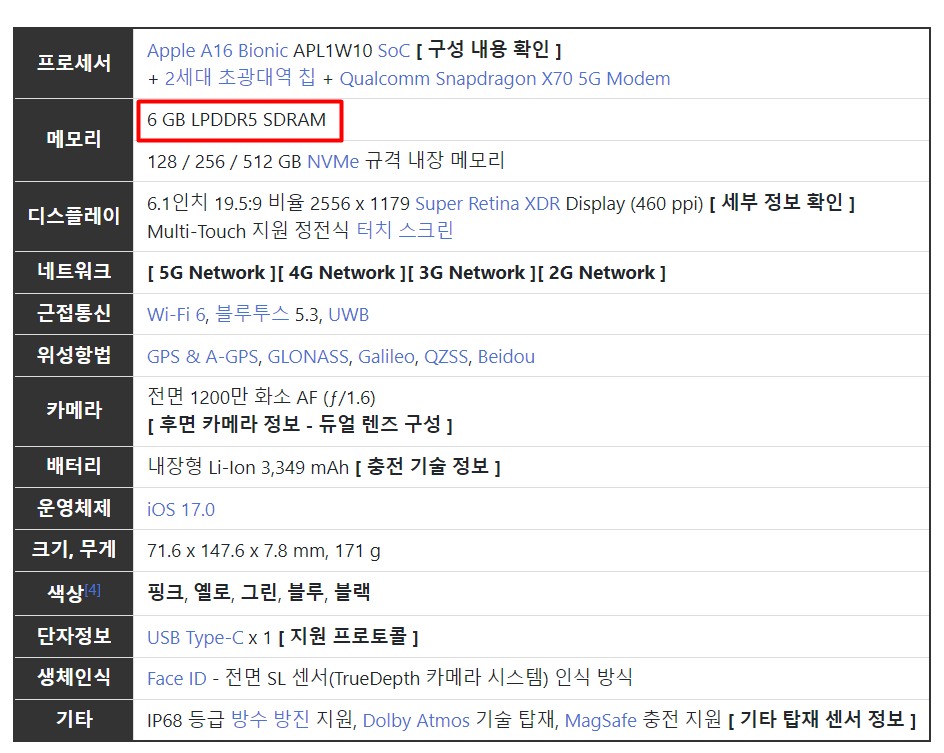 프로세서
Apple A16 Bionic APL1W10 SoC [ 구성 내용 확인 ]
+ 2세대 초광대역 칩 + Qualcomm Snapdragon X70 5G Modem
메모리
6 GB LPDDR5 SDRAM
128 / 256 / 512 GB NVMe 규격 내장 메모리
디스플레이
6.1인치 19.5:9 비율 2556 x 1179 Super Retina XDR Display (460 ppi) [ 세부 정보 확인 ]
Multi-Touch 지원 정전식 터치 스크린
네트워크
[ 5G Network ][ 4G Network ][ 3G Network ][ 2G Network ]
근접통신
Wi-Fi 6, 블루투스 5.3, UWB
위성항법
GPS & A-GPS, GLONASS, Galileo, QZSS, Beidou
카메라
전면 1200만 화소 AF (ƒ/1.6)
[ 후면 카메라 정보 - 듀얼 렌즈 구성 ]
배터리
내장형 Li-Ion 3,349 mAh [ 충전 기술 정보 ]
운영체제
iOS 17.0
크기, 무게
71.6 x 147.6 x 7.8 mm, 171 g
색상[4]
핑크, 옐로, 그린, 블루, 블랙
단자정보
USB Type-C x 1 [ 지원 프로토콜 ]
생체인식
Face ID - 전면 SL 센서(TrueDepth 카메라 시스템) 인식 방식
기타
IP68 등급 방수 방진 지원, Dolby Atmos 기술 탑재, MagSafe 충전 지원 [ 기타 탑재 센서 정보 ]